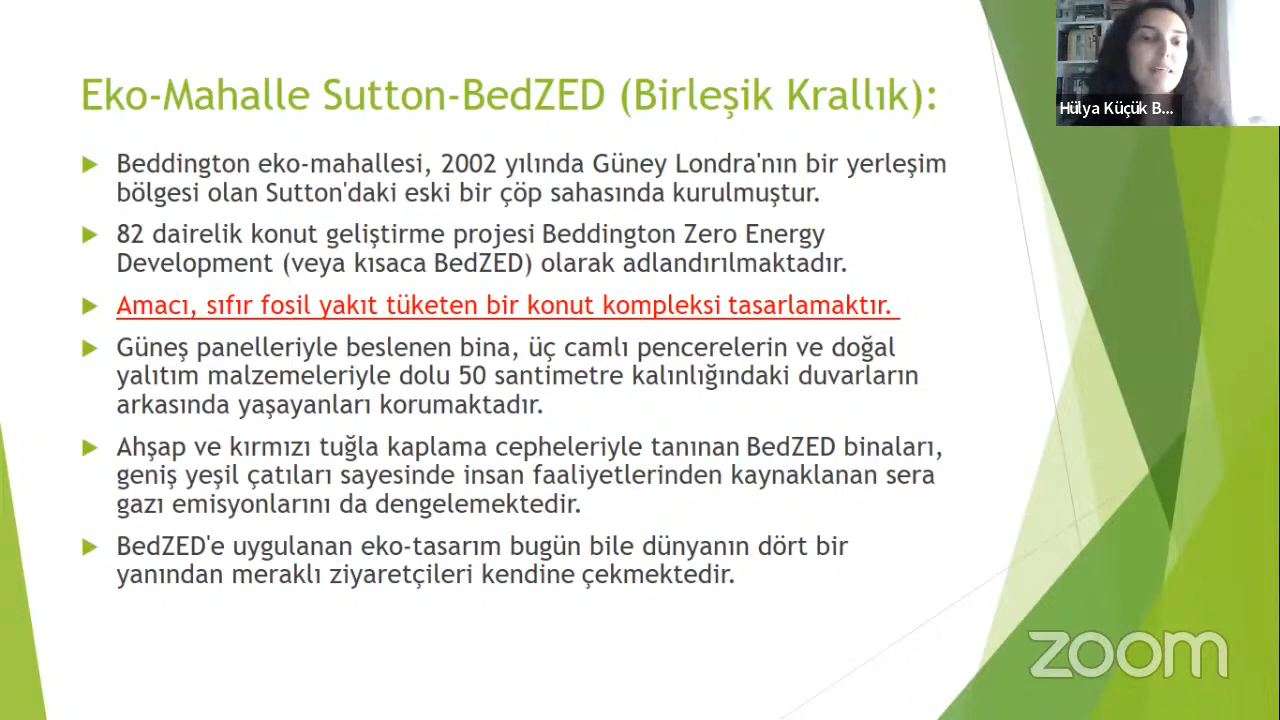 Eko-Mahalle Sutton-BedZED (Birleşik Krallık):
Hülya Küçük B...
Beddington eko-mahallesi, 2002 yılında Güney Londra'nın bir yerleşim
bölgesi olan Sutton'daki eski bir çöp sahasında kurulmuştur.
82 dairelik konut geliştirme projesi Beddington Zero Energy
Development (veya kısaca BedZED) olarak adlandırılmaktadır.
Amacı, sıfır fosil yakıt tüketen bir konut kompleksi tasarlamaktır.
Güneş panelleriyle beslenen bina, üç camlı pencerelerin ve doğal
yalıtım malzemeleriyle dolu 50 santimetre kalınlığındaki duvarların
arkasında yaşayanları korumaktadır.
Ahşap ve kırmızı tuğla kaplama cepheleriyle tanınan BedZED binaları,
geniş yeşil çatıları sayesinde insan faaliyetlerinden kaynaklanan sera
gazı emisyonlarını da dengelemektedir.
BedZED'e uygulanan eko-tasarım bugün bile dünyanın dört bir
yanından meraklı ziyaretçileri kendine çekmektedir.
zoom